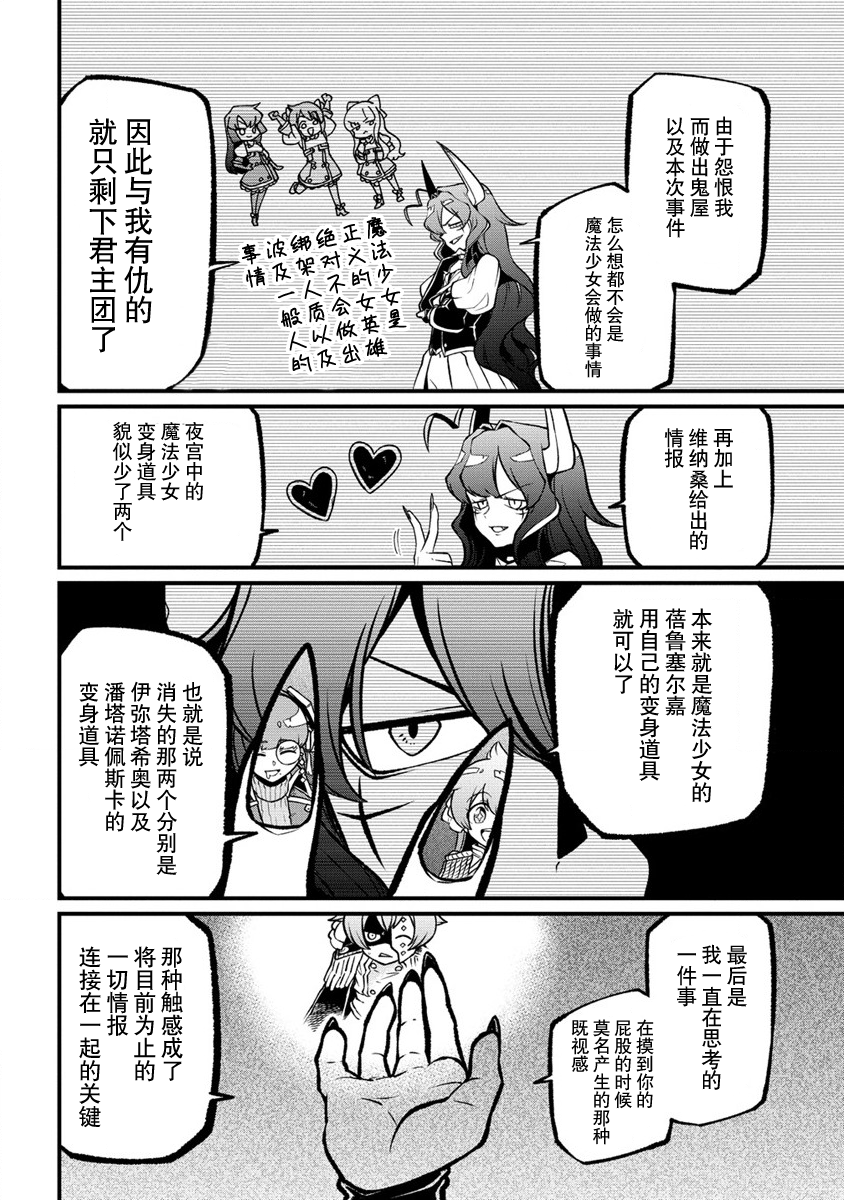 由于怨恨我
而做出鬼屋
以及本次事件
怎么想都不会是
魔法少女会做的事情
魔法少女是
正义的女英雄
绝对不会做出
绑架人质以及
波及一般人的
事情
因此与我有仇的
就只剩下君主团了
再加上
维纳桑给出的
情报
夜宫中的
魔法少女
变身道具
貌似少了两个
本来就是魔法少女的
蓓鲁塞尔嘉
用自己的变身道具
就可以了
也就是说
消失的那两个分别是
伊弥塔希奥以及
潘塔诺佩斯卡的
变身道具
最后是
我一直在思考的
一件事
在摸到你的
屁股的时候
莫名产生的那种
既视感
那种触感成了
将目前为止的
一切情报
连接在一起的关键